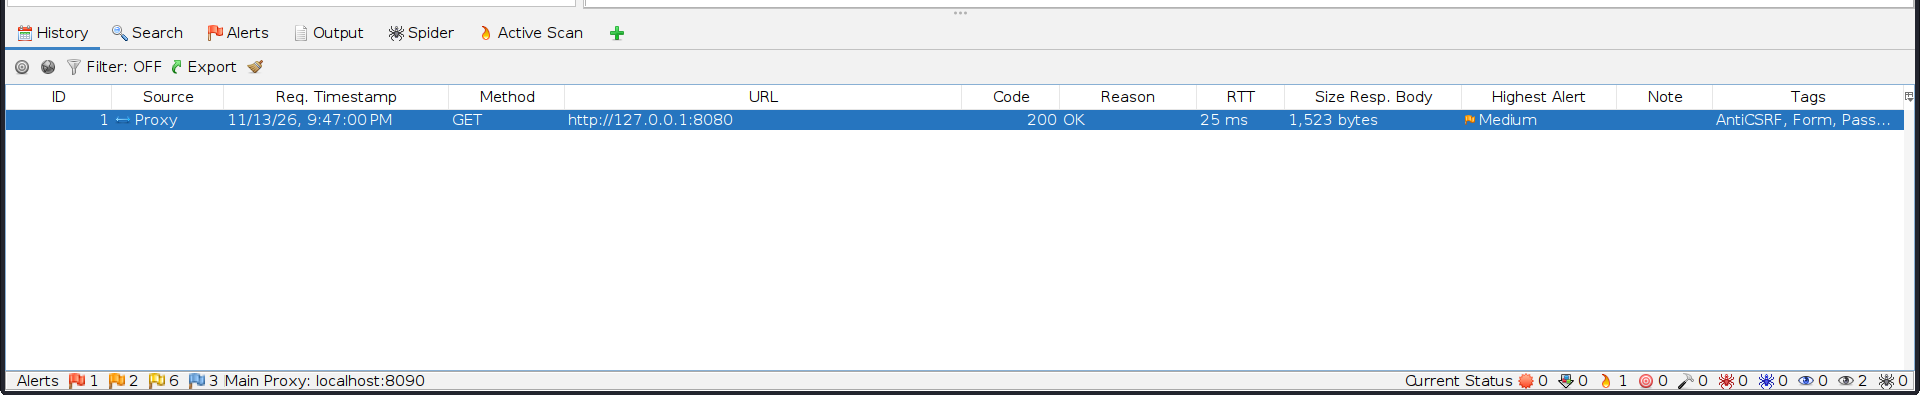 History Search Alerts Output Spider Active Scan
Filter: OFF Export
ID Source Req. Timestamp Method URL Code Reason RTT Size Resp. Body Highest Alert Note Tags
1 Proxy 11/13/26, 9:47:00 PM GET http://127.0.0.1:8080 200 OK 25 ms 1,523 bytes Medium AntiCSRF, Form, Pass...
Alerts 1 2 6 3 Main Proxy: localhost:8090 Current Status 0 0 1 0 0 0 0 0 2 0